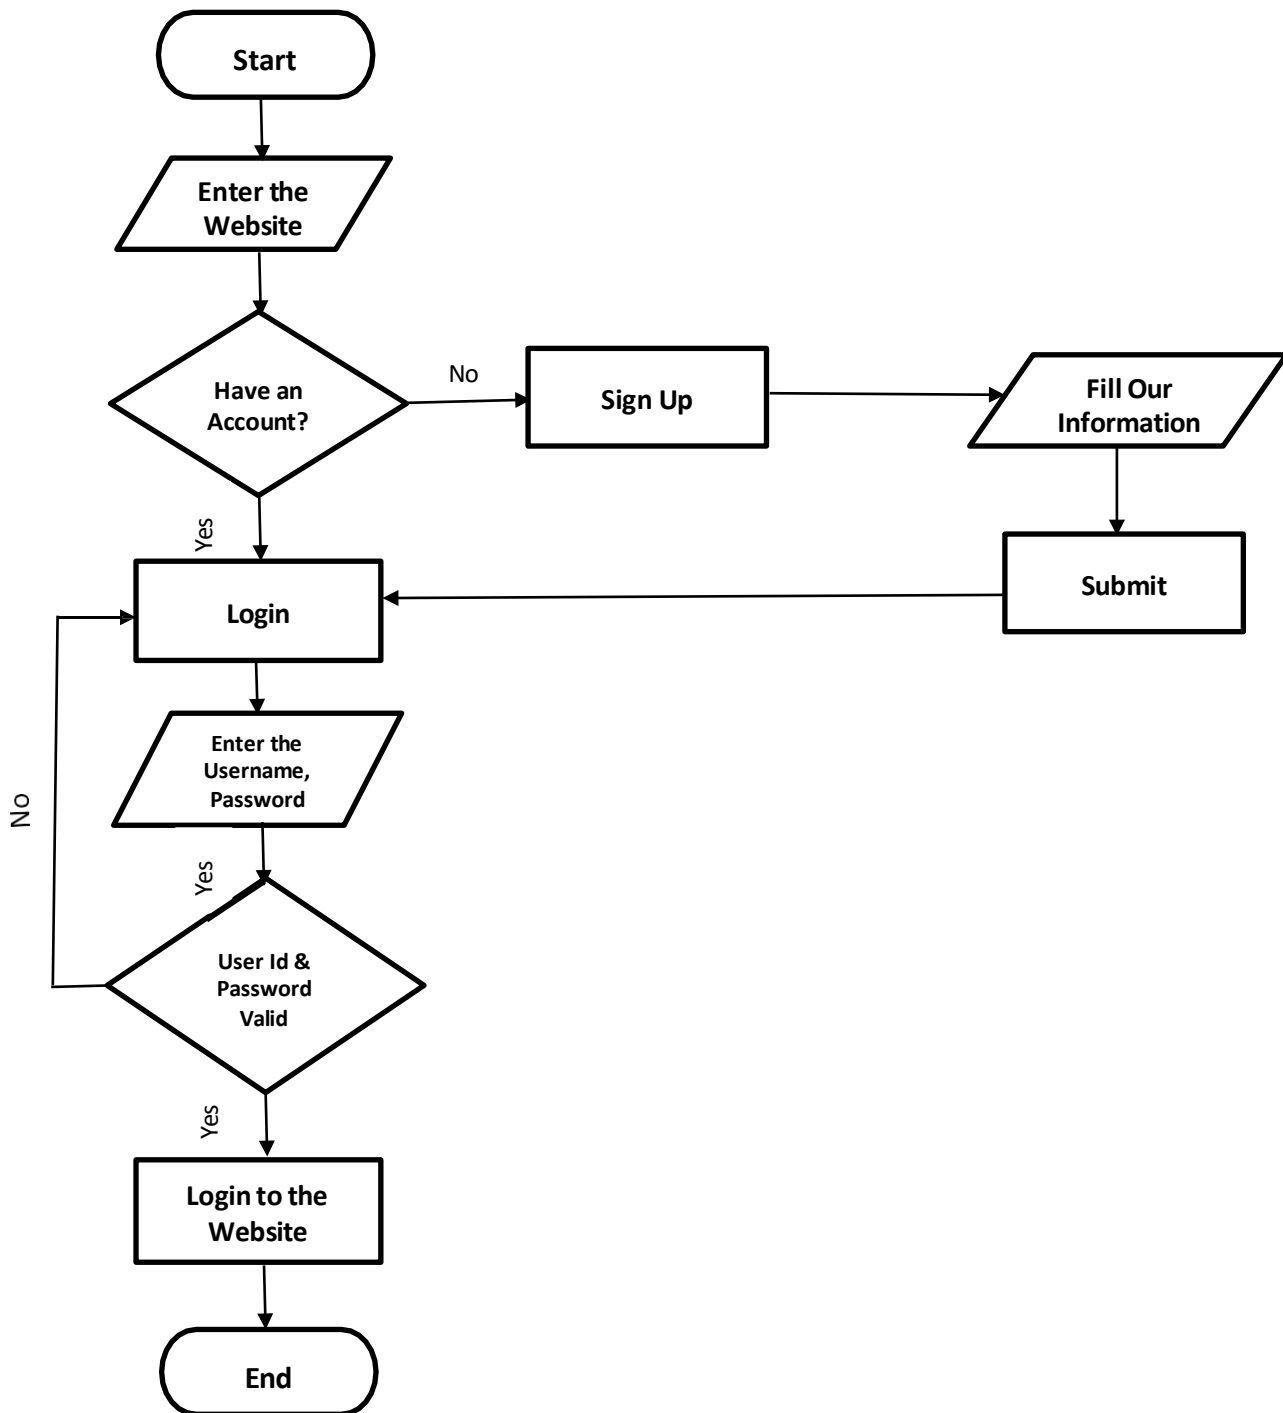 Start
Enter the
Website
Have an
Account?
No
Sign Up
Fill Our
Information
Yes
Login
Submit
Enter the
Username,
Password
No
Yes
User Id &
Password
Valid
Yes
Login to the
Website
End